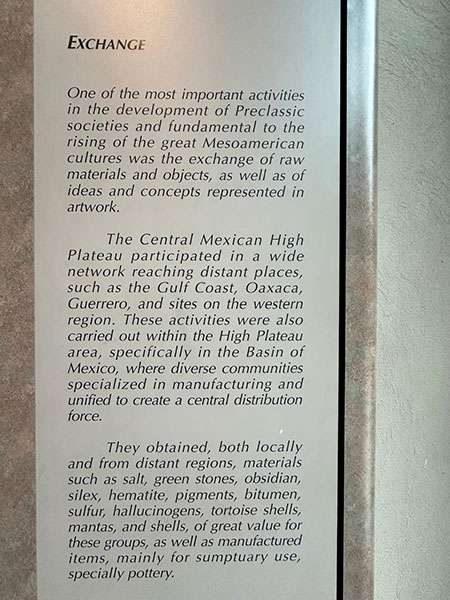 EXCHANGE
One of the most important activities
in the development of Preclassic
societies and fundamental to the
rising of the great Mesoamerican
cultures was the exchange of raw
materials and objects, as well as of
ideas and concepts represented in
artwork.
The Central Mexican High
Plateau participated in a wide
network reaching distant places,
such as the Gulf Coast, Oaxaca,
Guerrero, and sites on the western
region. These activities were also
carried out within the High Plateau
area, specifically in the Basin of
Mexico, where diverse communities
specialized in manufacturing and
unified to create a central distribution
force.
They obtained, both locally
and from distant regions, materials
such as salt, green stones, obsidian,
silex, hematite, pigments, bitumen,
sulfur, hallucinogens, tortoise shells,
mantas, and shells, of great value for
these groups, as well as manufactured
items, mainly for sumptuary use,
specially pottery.